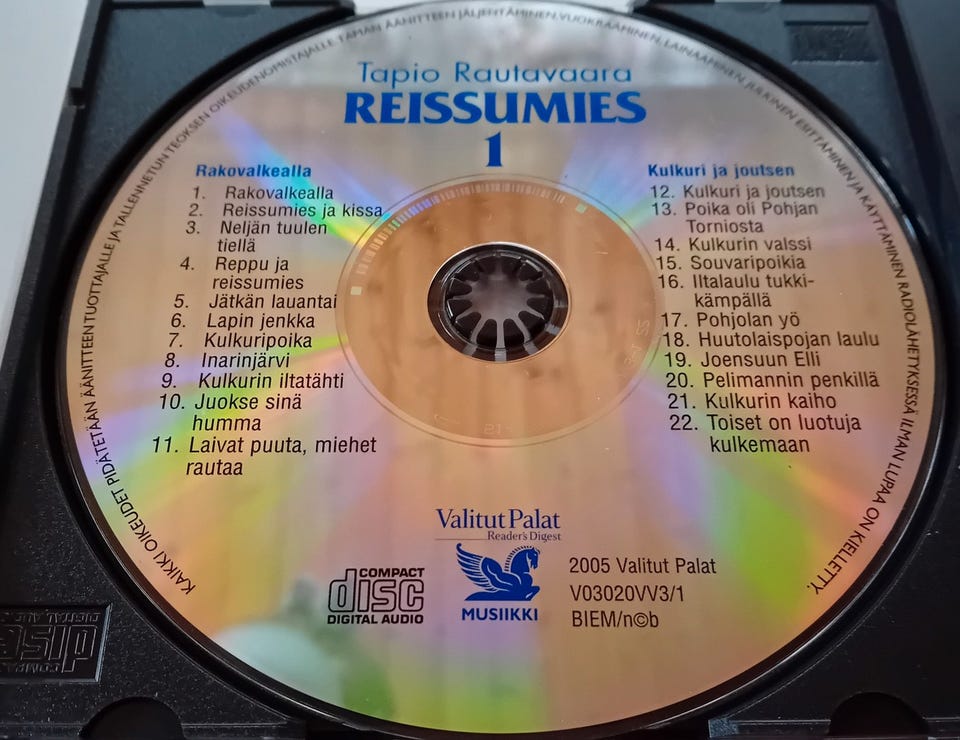 KAIKKI OIKEUDET PIDÄTETÄÄN ÄÄNITTEEN TUOTTAJALLE JA TALLENNETUN TEOKSEN OIKEUDENOMISTAJALLE TÄMÄN ÄÄNITTEEN JÄLJENTÄMINEN, VUOKRAAMINEN, LAINAAMINEN, JULKINEN ESITTÄMINEN JA KÄYTTÄMINEN RADIOLÄHETYKSESSÄ ILMAN LUPAA ON KIELLETTY.
Tapio Rautavaara
REISSUMIES
1
Rakovalkealla
1. Rakovalkealla
2. Reissumies ja kissa
3. Neljän tuulen
tiellä
4. Reppu ja
reissumies
5. Jätkän lauantai
6. Lapin jenkka
7. Kulkuripoika
8. Inarinjärvi
9. Kulkurin iltatähti
10. Juokse sinä
humma
11. Laivat puuta, miehet
rautaa
Kulkuri ja joutsen
12. Kulkuri ja joutsen
13. Poika oli Pohjan
Torniosta
14. Kulkurin valssi
15. Souvaripoikia
16. Iltalaulu tukki-
kämpällä
17. Pohjolan yö
18. Huutolaispojan laulu
19. Joensuun Elli
20. Pelimannin penkillä
21. Kulkurin kaiho
22. Toiset on luotuja
kulkemaan
Valitut Palat
Reader's Digest
MUSIIKKI
COMPACT
disc
DIGITAL AUDIO
2005 Valitut Palat
V03020VV3/1
BIEM/n©b
COMPACT
disc
DIGITAL AUDIO